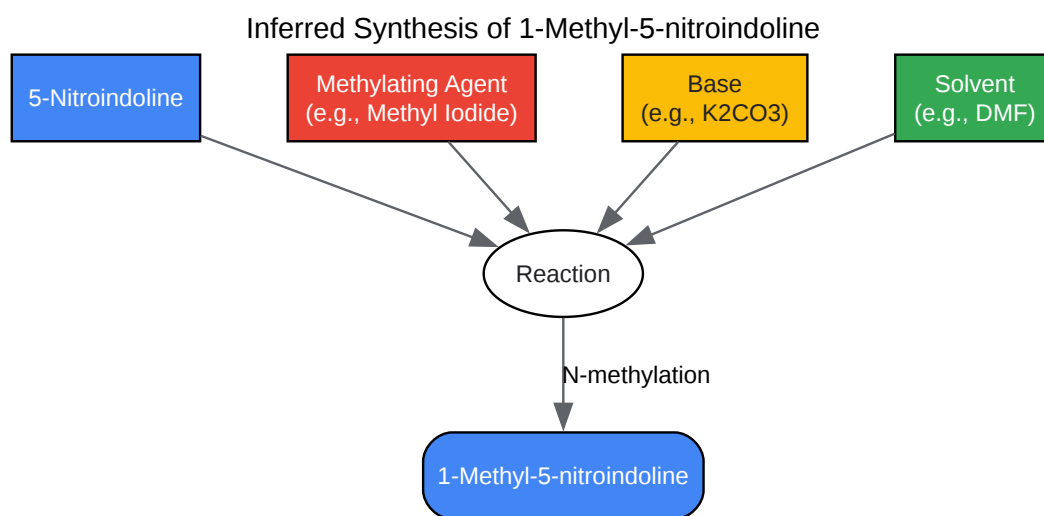 Inferred Synthesis of 1-Methyl-5-nitroindoline
5-Nitroindoline
Methylating Agent
(e.g., Methyl Iodide)
Base
(e.g., K2CO3)
Solvent
(e.g., DMF)
Reaction
N-methylation
1-Methyl-5-nitroindoline